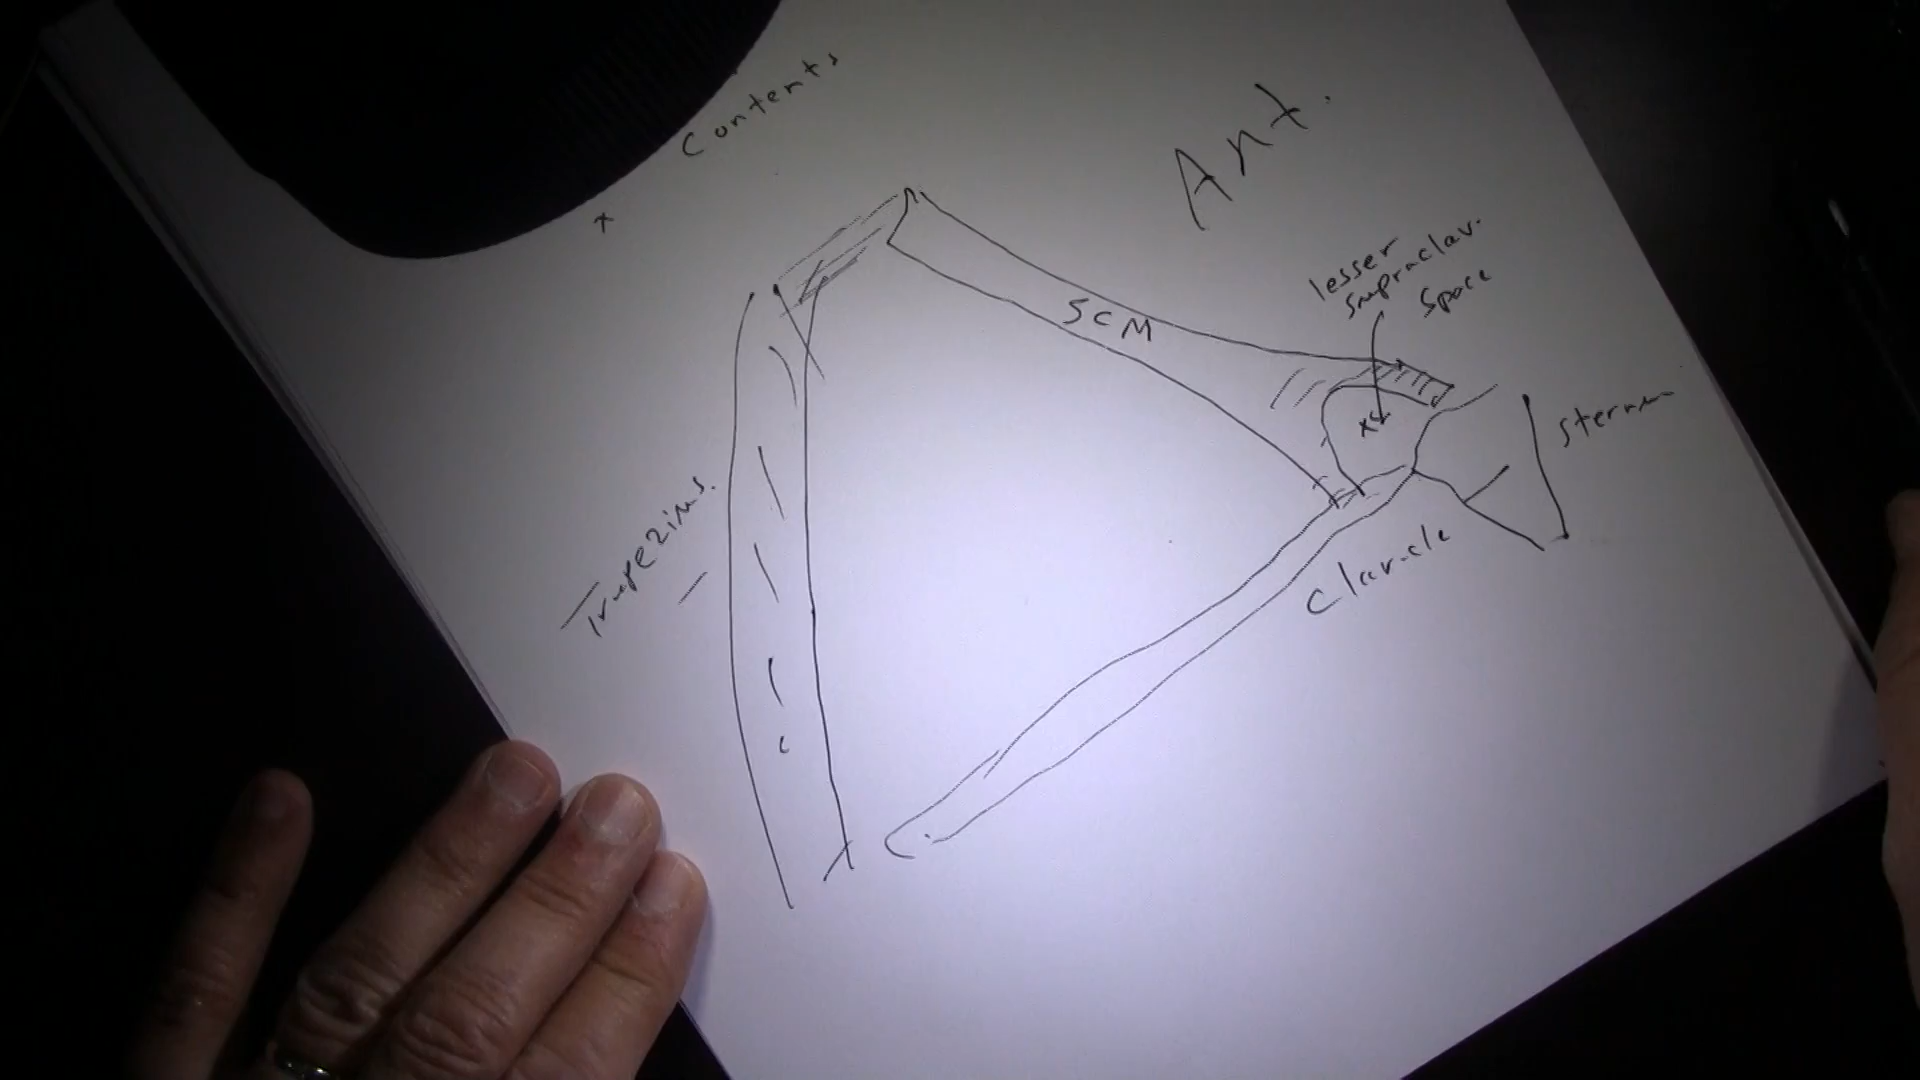 Contents
x
Ant.
lesser
supraclav.
space
SCM
sternum
Trapezius.
Clavicle